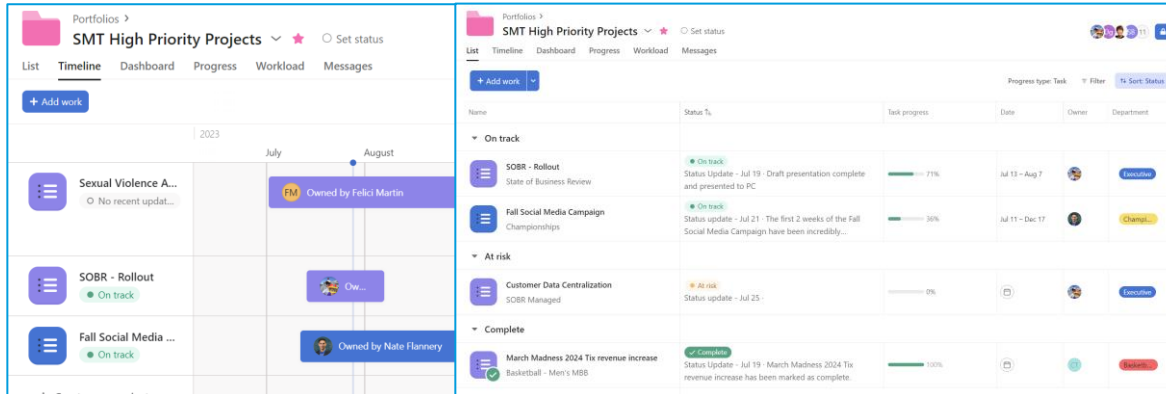 Portfolios >
SMT High Priority Projects
Set status
List Timeline Dashboard Progress Workload Messages
+ Add work
2023
July August
Sexual Violence A...
No recent updat...
FM Owned by Felici Martin
SOBR - Rollout
On track
Ow...
Fall Social Media ...
On track
Owned by Nate Flannery
Portfolios >
SMT High Priority Projects
Set status
11
List Timeline Dashboard Progress Workload Messages
+ Add work
Progress type: Task Filter Sort: Status
Name Status Task progress Date Owner Department
On track
SOBR - Rollout
State of Business Review
On track
Status Update - Jul 19 · Draft presentation complete
and presented to PC
71% Jul 13 – Aug 7 Executive
Fall Social Media Campaign
Championships
On track
Status update - Jul 21 · The first 2 weeks of the Fall
Social Media Campaign have been incredibly...
36% Jul 11 – Dec 17 Champi...
At risk
Customer Data Centralization
SOBR Managed
At risk
Status update - Jul 25 ·
0% Executive
Complete
March Madness 2024 Tix revenue increase
Basketball - Men's MBB
Complete
Status Update - Jul 19 · March Madness 2024 Tix
revenue increase has been marked as complete.
100% Basketb...